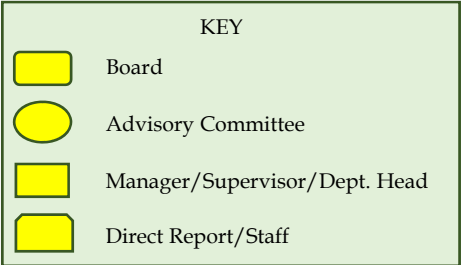 KEY
Board
Advisory Committee
Manager/Supervisor/Dept. Head
Direct Report/Staff